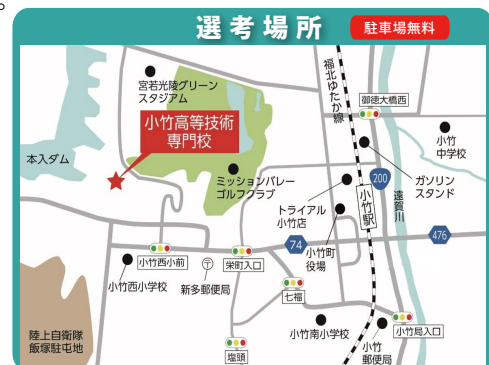 選考場所
駐車場無料
宮若光陵グリーン
スタジアム
小竹高等技術
専門校
本入ダム
福北ゆたか線
御徳大橋西
小竹
中学校
ミッションバレー
ゴルフクラブ
ガソリン
スタンド
200
トライアル
小竹店
小竹駅
遠賀川
小竹町
役場
476
74
小竹西小前
〒
栄町入口
小竹西小学校
新多郵便局
七福
陸上自衛隊
飯塚駐屯地
小竹南小学校
小竹局入口
塩頭
小竹
郵便局